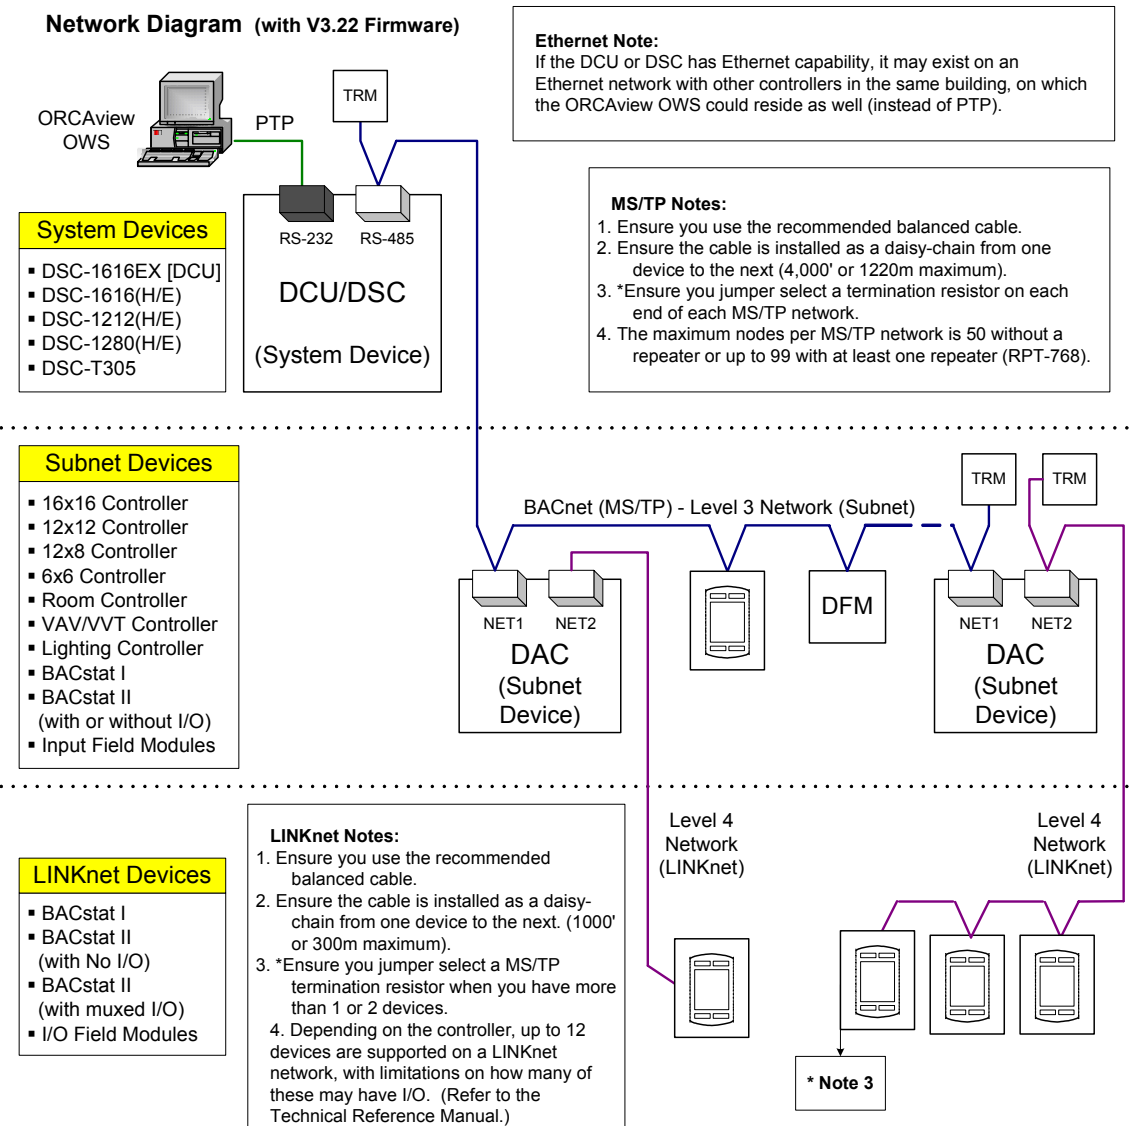 Network Diagram (with V3.22 Firmware)
Ethernet Note:
If the DCU or DSC has Ethernet capability, it may exist on an
Ethernet network with other controllers in the same building, on which
the ORCAview OWS could reside as well (instead of PTP).
ORCAview
OWS
PTP
TRM
RS-232
RS-485
DCU/DSC
(System Device)
MS/TP Notes:
1. Ensure you use the recommended balanced cable.
2. Ensure the cable is installed as a daisy-chain from one
device to the next (4,000' or 1220m maximum).
3. *Ensure you jumper select a termination resistor on each
end of each MS/TP network.
4. The maximum nodes per MS/TP network is 50 without a
repeater or up to 99 with at least one repeater (RPT-768).
System Devices
▪ DSC-1616EX [DCU]
▪ DSC-1616(H/E)
▪ DSC-1212(H/E)
▪ DSC-1280(H/E)
▪ DSC-T305
Subnet Devices
▪ 16x16 Controller
▪ 12x12 Controller
▪ 12x8 Controller
▪ 6x6 Controller
▪ Room Controller
▪ VAV/VVT Controller
▪ Lighting Controller
▪ BACstat I
▪ BACstat II
(with or without I/O)
▪ Input Field Modules
BACnet (MS/TP) - Level 3 Network (Subnet)
TRM
TRM
NET1
NET2
DAC
(Subnet
Device)
DFM
NET1
NET2
DAC
(Subnet
Device)
LINKnet Devices
▪ BACstat I
▪ BACstat II
(with No I/O)
▪ BACstat II
(with muxed I/O)
▪ I/O Field Modules
LINKnet Notes:
1. Ensure you use the recommended
balanced cable.
2. Ensure the cable is installed as a daisy-
chain from one device to the next. (1000'
or 300m maximum).
3. *Ensure you jumper select a MS/TP
termination resistor when you have more
than 1 or 2 devices.
4. Depending on the controller, up to 12
devices are supported on a LINKnet
network, with limitations on how many of
these may have I/O. (Refer to the
Technical Reference Manual.)
Level 4
Network
(LINKnet)
Level 4
Network
(LINKnet)
* Note 3